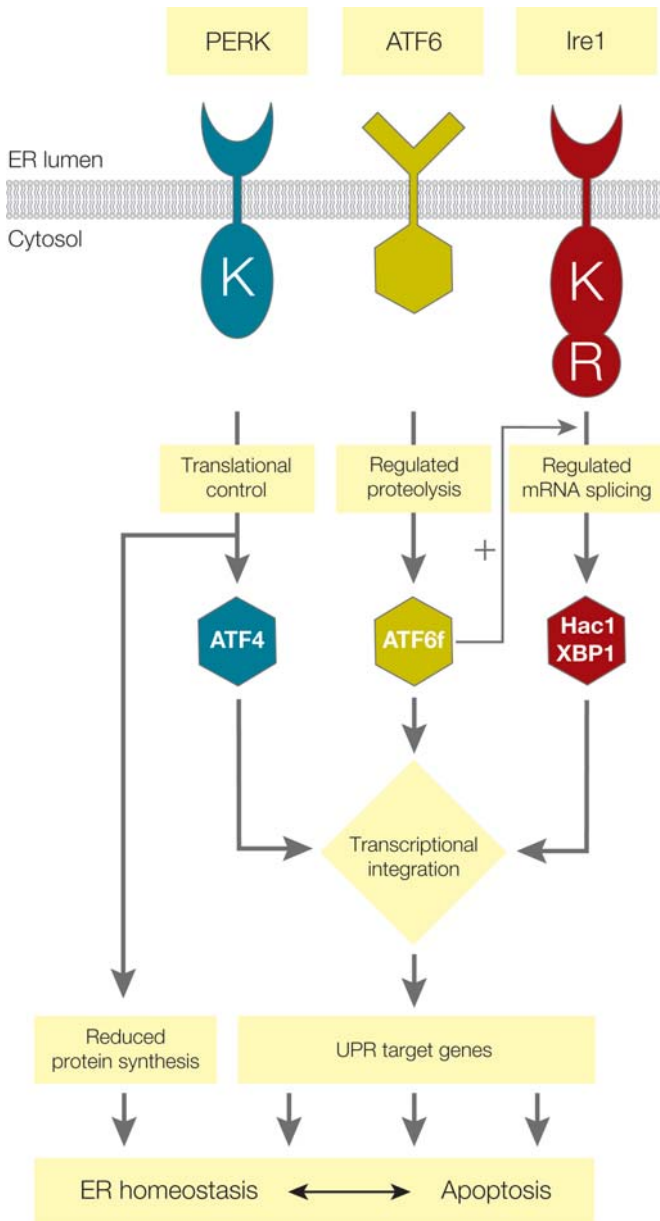 PERK
ATF6
Ire1
ER lumen
Cytosol
K
K
R
Translational
control
Regulated
proteolysis
Regulated
mRNA splicing
+
ATF4
ATF6f
Hac1
XBP1
Transcriptional
integration
Reduced
protein synthesis
UPR target genes
ER homeostasis
Apoptosis